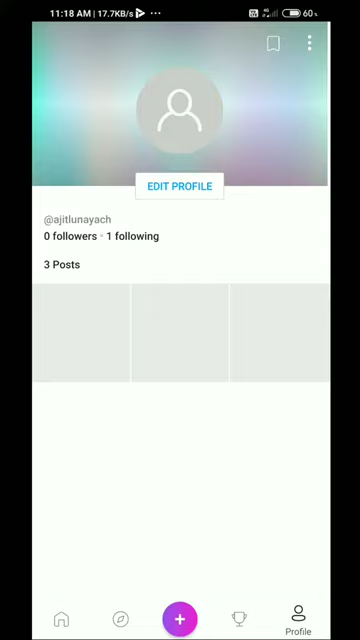 11:18 AM | 17.7KB/s ... 60%
EDIT PROFILE
@ajitlunayach
0 followers · 1 following
3 Posts
Profile